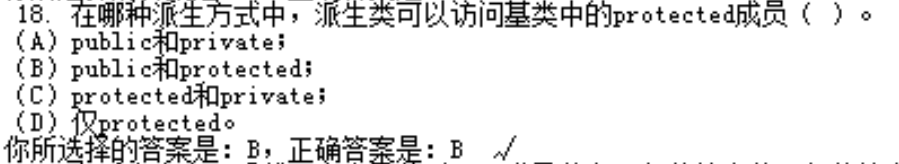 18. 在哪种派生方式中，派生类可以访问基类中的protected成员（ ）。
(A) public和private；
(B) public和protected；
(C) protected和private；
(D) 仅protected。
你所选择的答案是：B，正确答案是：B √